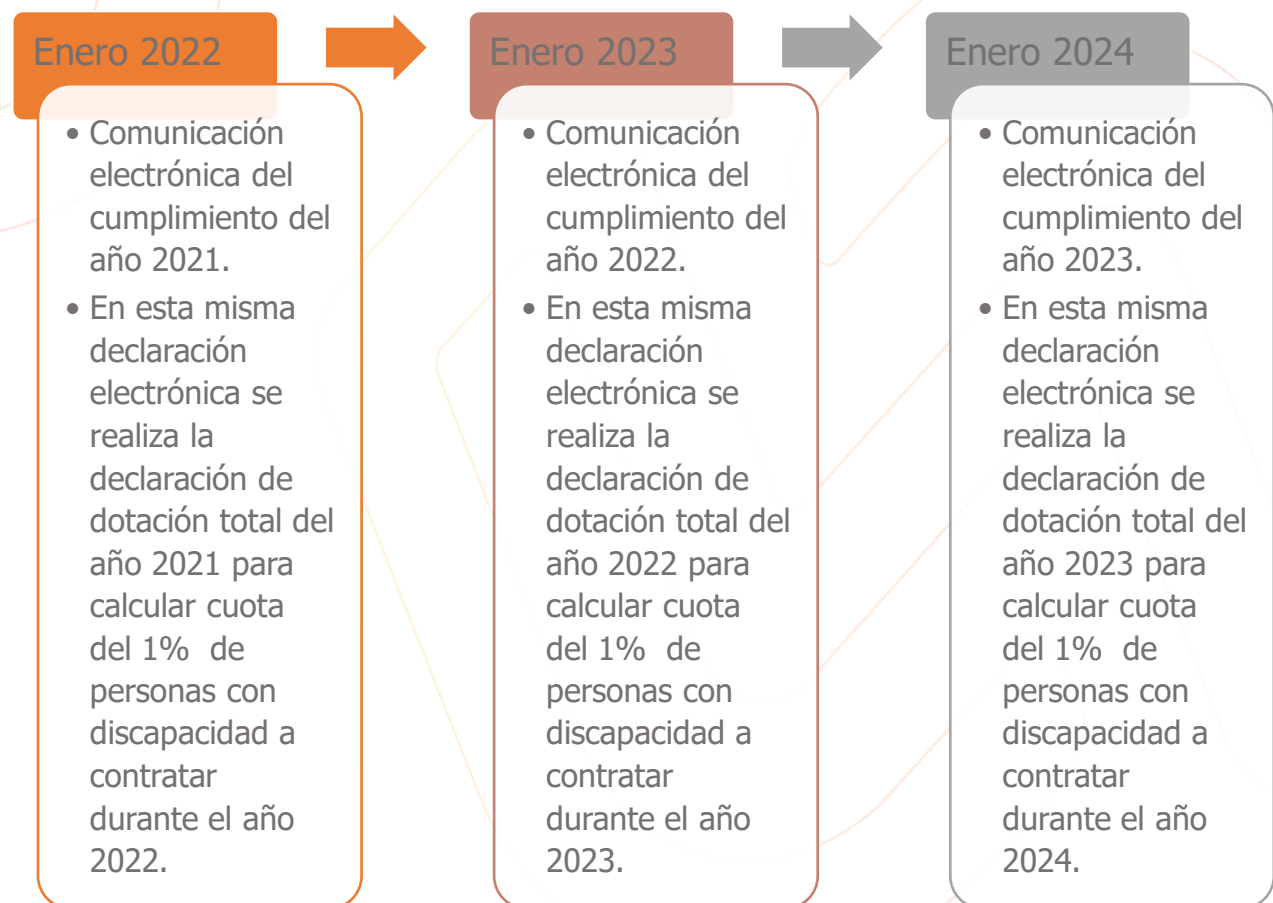 Enero 2022
• Comunicación
electrónica del
cumplimiento del
año 2021.
• En esta misma
declaración
electrónica se
realiza la
declaración de
dotación total del
año 2021 para
calcular cuota
del 1%  de
personas con
discapacidad a
contratar
durante el año
2022.
Enero 2023
• Comunicación
electrónica del
cumplimiento del
año 2022.
• En esta misma
declaración
electrónica se
realiza la
declaración de
dotación total del
año 2022 para
calcular cuota
del 1%  de
personas con
discapacidad a
contratar
durante el año
2023.
Enero 2024
• Comunicación
electrónica del
cumplimiento del
año 2023.
• En esta misma
declaración
electrónica se
realiza la
declaración de
dotación total del
año 2023 para
calcular cuota
del 1%  de
personas con
discapacidad a
contratar
durante el año
2024.